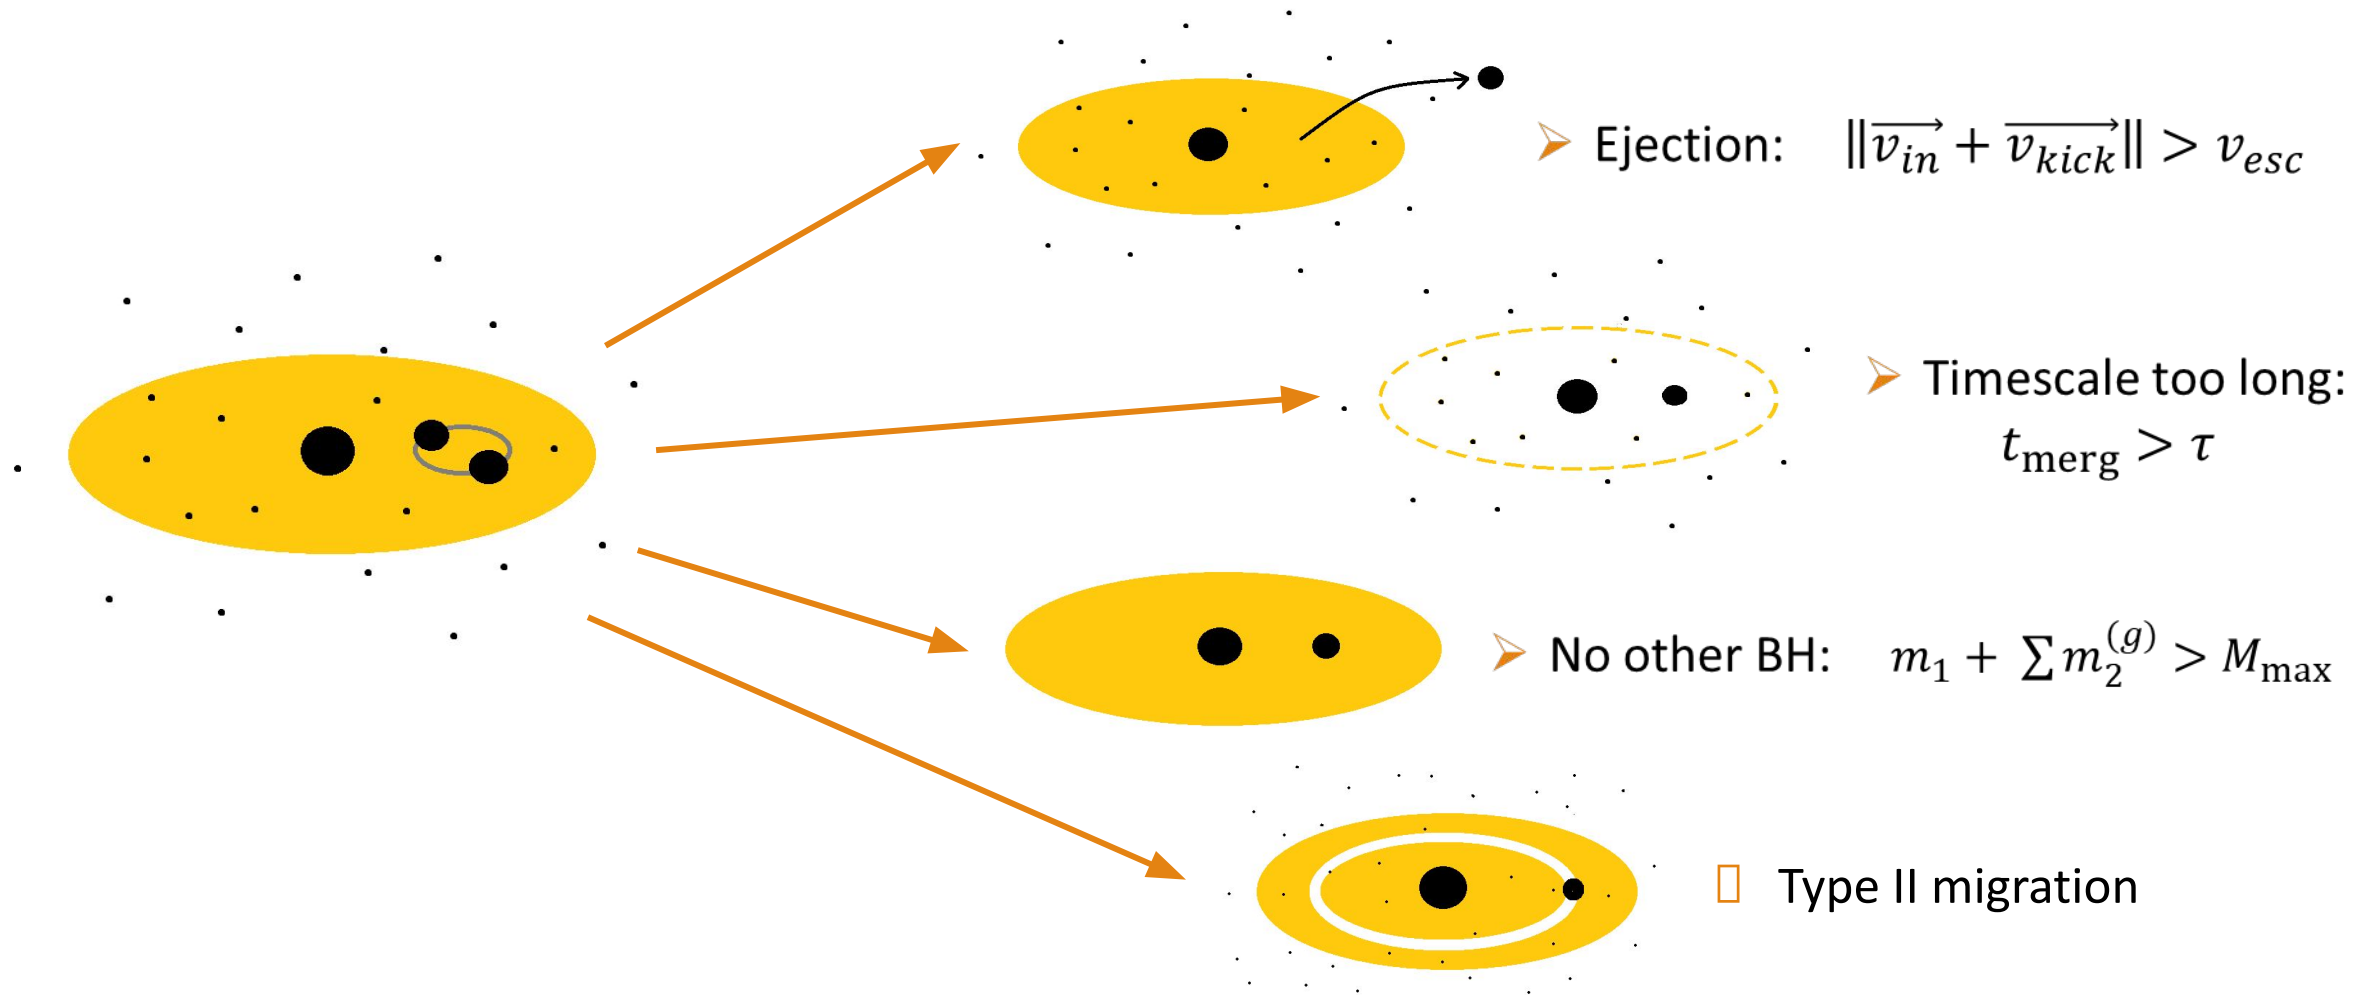 Ejection: ‖v_in + v_kick‖ > v_esc
Timescale too long:
t_merg > τ
No other BH: m_1 + ∑ m_2^(g) > M_max
Type II migration